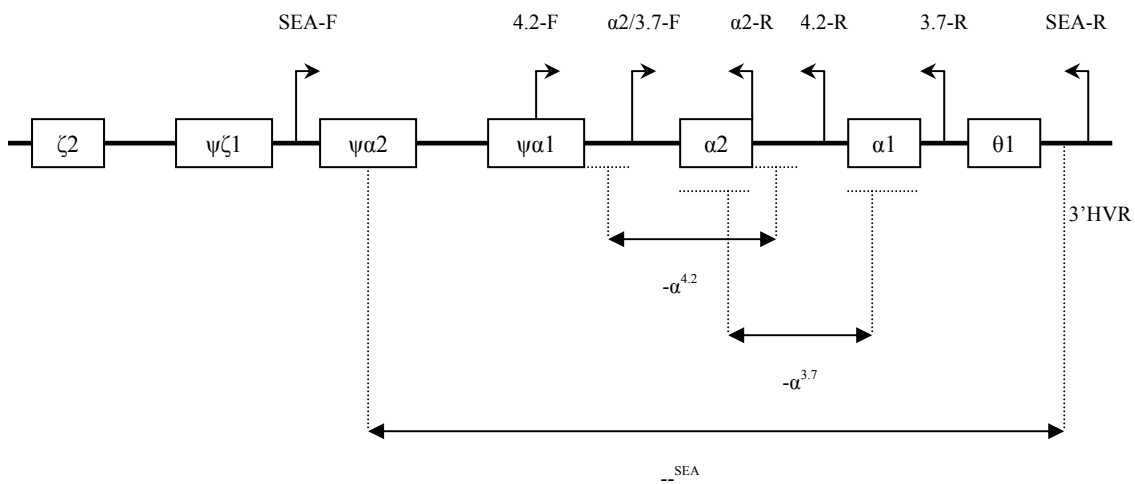 SEA-F 4.2-F α2/3.7-F α2-R 4.2-R 3.7-R SEA-R
ζ2 ψζ1 ψα2 ψα1 α2 α1 θ1
3’HVR
-α4.2
-α3.7
--SEA